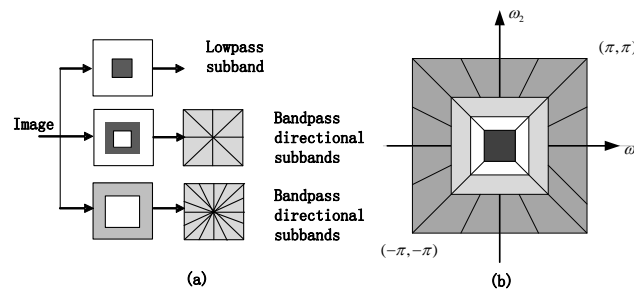 Lowpass
subband
Image
Bandpass
directional
subbands
Bandpass
directional
subbands
(a)
ω₂
(π,π)
ω
(−π,−π)
(b)